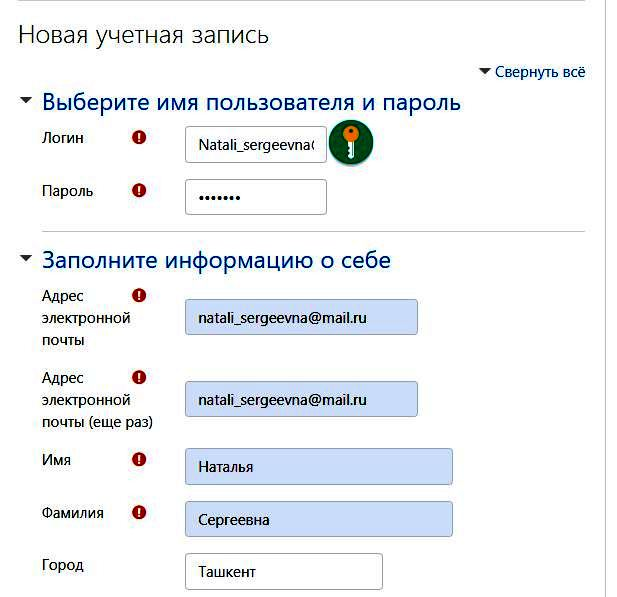 Новая учетная запись
Свернуть всё
Выберите имя пользователя и пароль
Логин
Natali_sergeevna
Пароль
•••••••
Заполните информацию о себе
Адрес
электронной
почты
natali_sergeevna@mail.ru
Адрес
электронной
почты (еще раз)
natali_sergeevna@mail.ru
Имя
Наталья
Фамилия
Сергеевна
Город
Ташкент